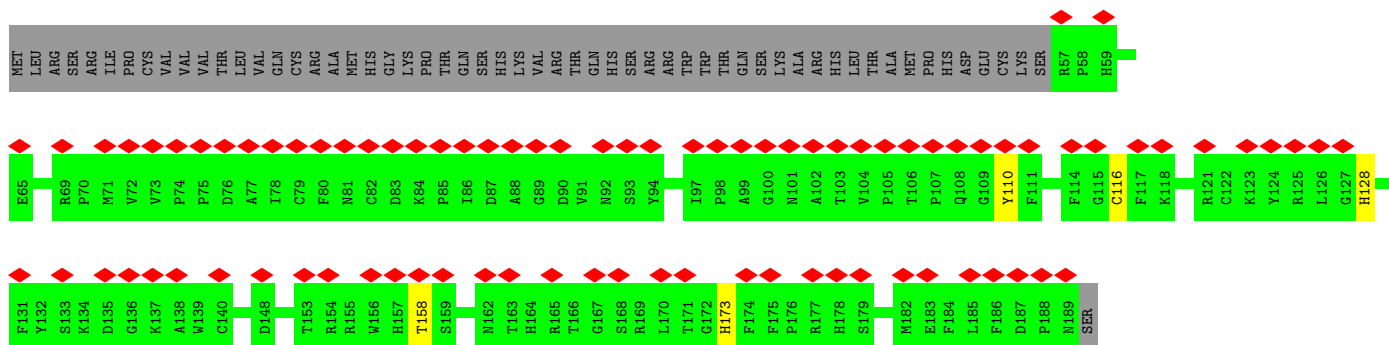 MET LEU ARG SER ARG ILE PRO CYS VAL VAL VAL THR LEU VAL GLN CYS ARG ALA MET HIS GLY LYS PRO THR GLN SER HIS LYS VAL ARG THR GLN HIS SER ARG ARG TRP TRP THR GLN SER LYS ALA ARG HIS LEU THR ALA MET PRO HIS ASP GLU CYS LYS SER R57 P58 H59
E65 R69 P70 M71 V72 V73 P74 P75 D76 A77 I78 C79 F80 N81 C82 D83 K84 P85 I86 D87 A88 G89 D90 V91 N92 S93 Y94 I97 P98 A99 G100 N101 A102 T103 V104 P105 T106 P107 Q108 G109 Y110 F111 F114 G115 C116 F117 K118 R121 C122 K123 Y124 R125 L126 G127 H128
F131 Y132 S133 K134 D135 G136 K137 A138 W139 C140 D148 T153 R154 R155 W156 H157 T158 S159 N162 T163 H164 R165 T166 G167 S168 R169 L170 T171 G172 H173 F174 F175 P176 R177 H178 S179 M182 E183 F184 L185 F186 D187 P188 N189 SER